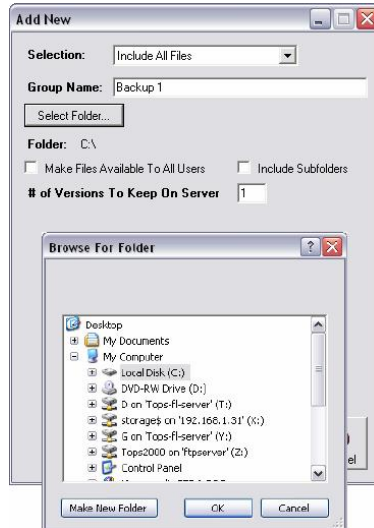 Add New
Selection: Include All Files
Group Name: Backup 1
Select Folder...
Folder: C:\
Make Files Available To All Users Include Subfolders
# of Versions To Keep On Server 1
Browse For Folder
Desktop
My Documents
My Computer
Local Disk (C:)
DVD-RW Drive (D:)
D on 'Tops-fl-server' (T:)
storage$ on '192.168.1.31' (X:)
G on 'Tops-fl-server' (Y:)
Tops2000 on 'ftpserver' (Z:)
Control Panel
Make New Folder OK Cancel